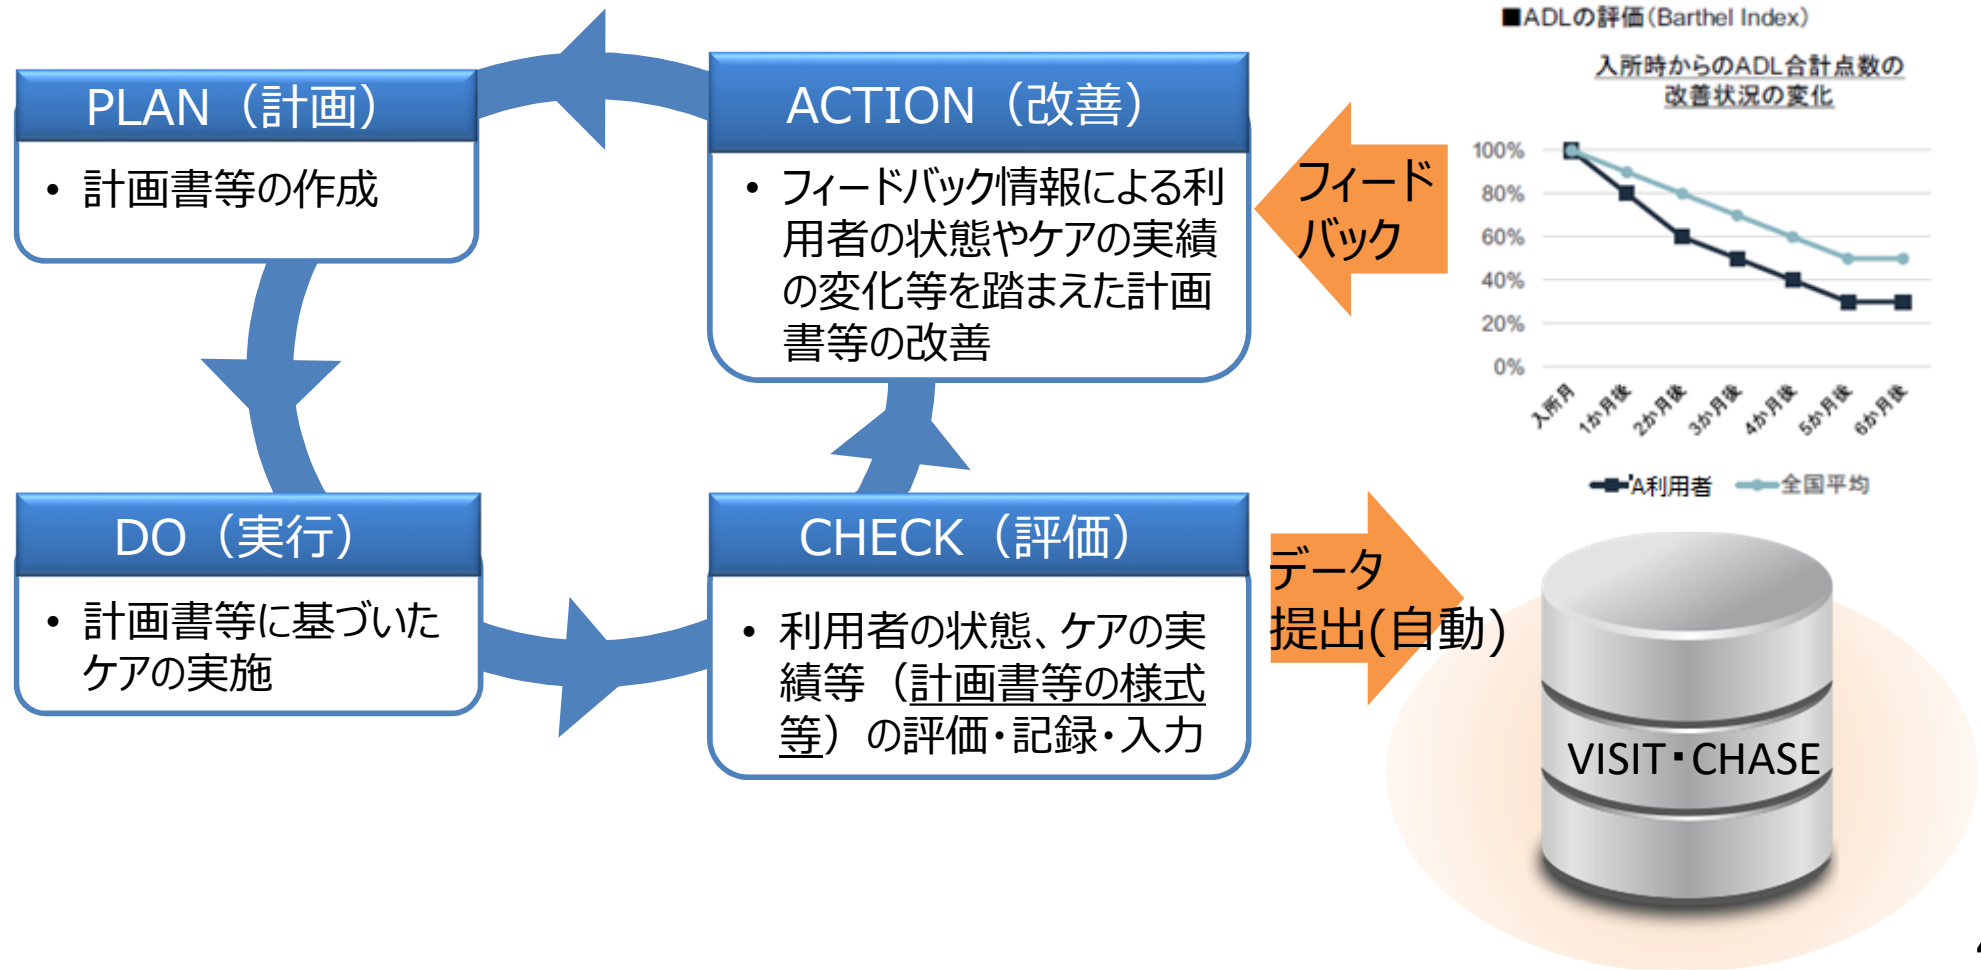 PLAN（計画）
・計画書等の作成
ACTION（改善）
・フィードバック情報による利
用者の状態やケアの実績
の変化等を踏まえた計画
書等の改善
フィード
バック
■ADLの評価（Barthel Index）
入所時からのADL合計点数の
改善状況の変化
100%
80%
60%
40%
20%
0%
入所月
1か月後
2か月後
3か月後
4か月後
5か月後
6か月後
A利用者
全国平均
DO（実行）
・計画書等に基づいた
ケアの実施
CHECK（評価）
・利用者の状態、ケアの実
績等（計画書等の様式
等）の評価・記録・入力
データ
提出(自動)
VISIT・CHASE